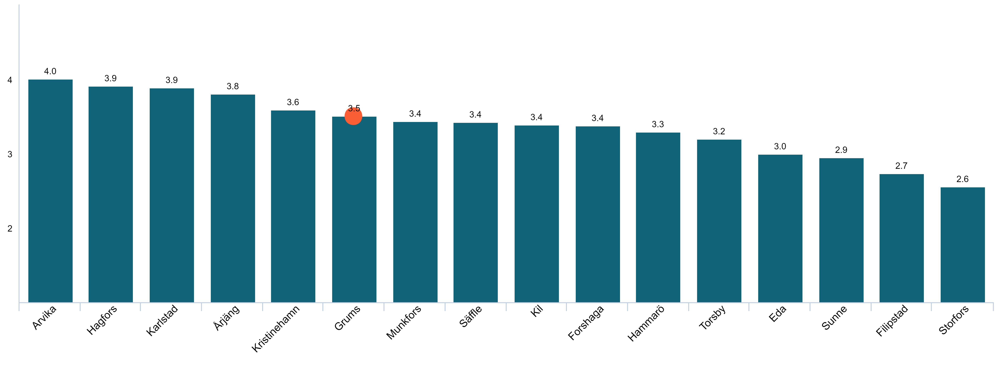 4.0
3.9
3.9
3.8
3.6
3.5
3.4
3.4
3.4
3.4
3.3
3.2
3.0
2.9
2.7
2.6
4
3
2
Arvika
Hagfors
Karlstad
Årjäng
Kristinehamn
Grums
Munkfors
Säffle
Kil
Forshaga
Hammarö
Torsby
Eda
Sunne
Filipstad
Storfors